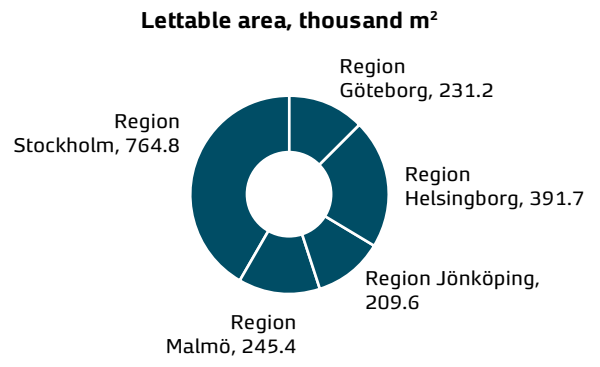 Lettable area, thousand m²
Region
Göteborg, 231.2
Region
Stockholm, 764.8
Region
Helsingborg, 391.7
Region Jönköping,
209.6
Region
Malmö, 245.4